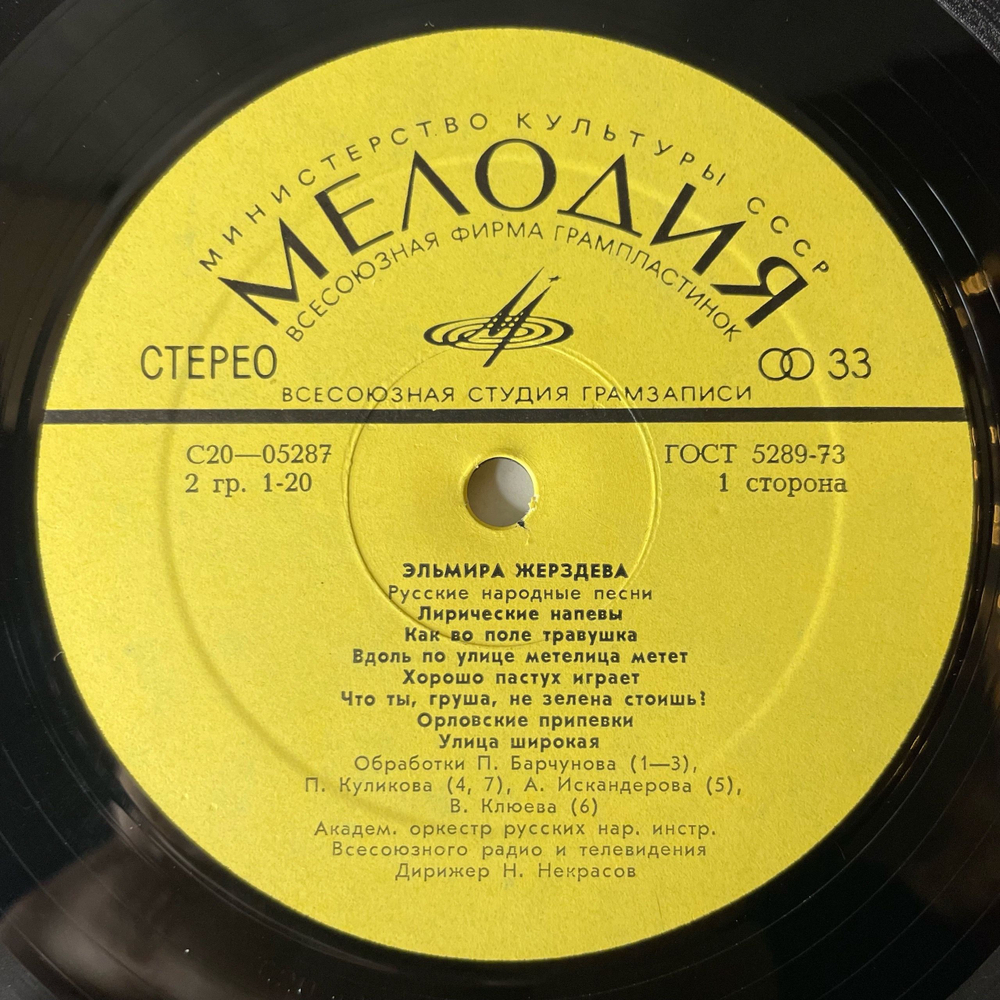 МИНИСТЕРСТВО КУЛЬТУРЫ СССР
МЕЛОДИЯ
ВСЕСОЮЗНАЯ ФИРМА ГРАМПЛАСТИНОК
СТЕРЕО
33
ВСЕСОЮЗНАЯ СТУДИЯ ГРАМЗАПИСИ
С20—05287
ГОСТ 5289-73
2 гр. 1-20
1 сторона
ЭЛЬМИРА ЖЕРЗДЕВА
Русские народные песни
Лирические напевы
Как во поле травушка
Вдоль по улице метелица метет
Хорошо пастух играет
Что ты, груша, не зелена стоишь?
Орловские припевки
Улица широкая
Обработки П. Барчунова (1—3),
П. Куликова (4, 7), А. Искандерова (5),
В. Клюева (6)
Академ. оркестр русских нар. инстр.
Всесоюзного радио и телевидения
Дирижер Н. Некрасов